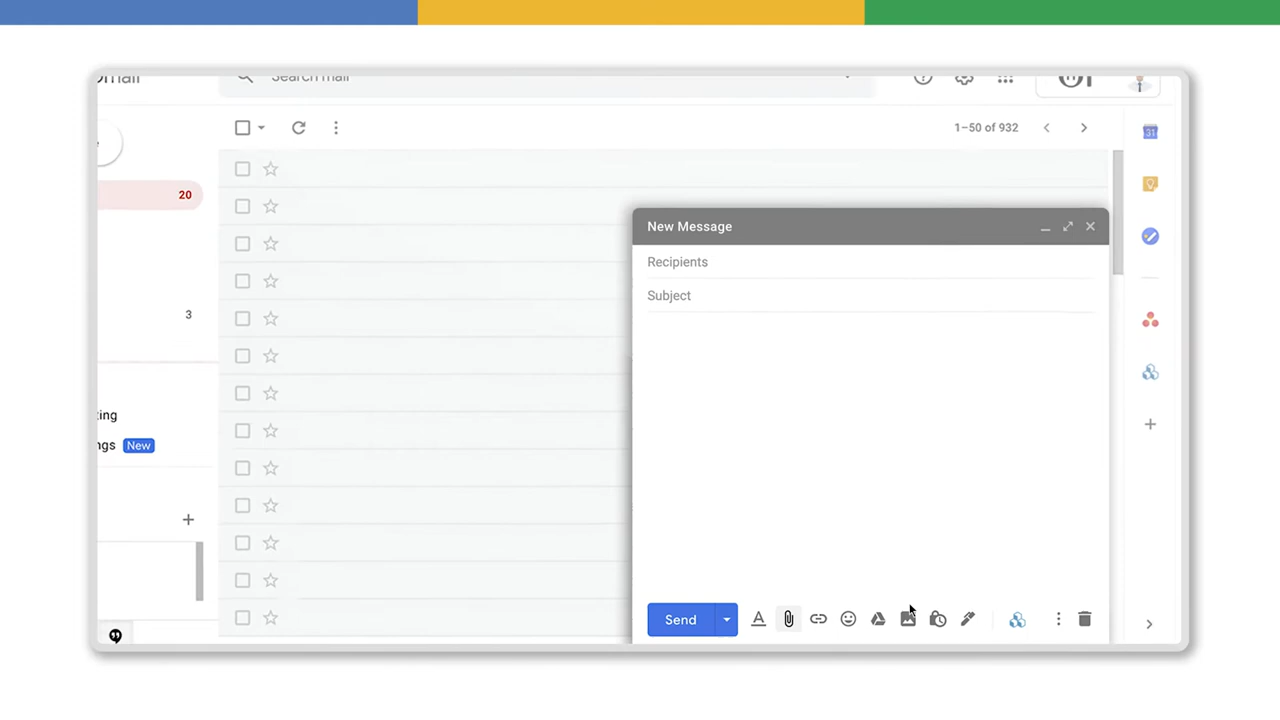 Search mail
1–50 of 932
31
20
New Message
Recipients
Subject
3
ting
ngs New
Send